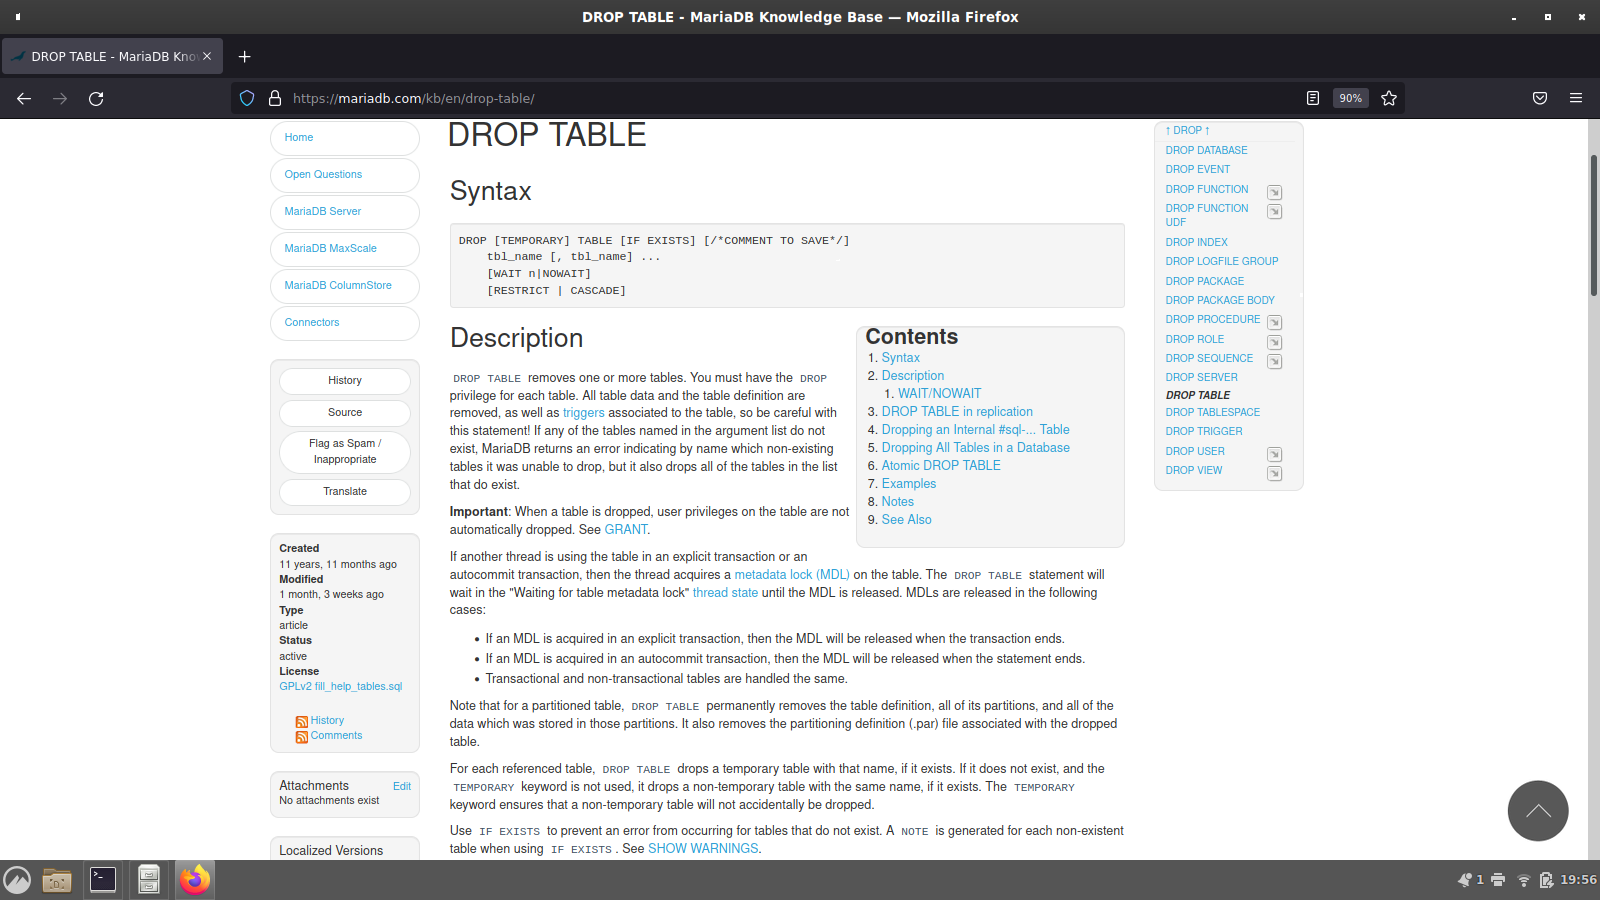 DROP TABLE - MariaDB Knowledge Base — Mozilla Firefox
DROP TABLE - MariaDB Kno
https://mariadb.com/kb/en/drop-table/
90%
Home
Open Questions
MariaDB Server
MariaDB MaxScale
MariaDB ColumnStore
Connectors
History
Source
Flag as Spam /
Inappropriate
Translate
Created
11 years, 11 months ago
Modified
1 month, 3 weeks ago
Type
article
Status
active
License
GPLv2 fill_help_tables.sql
History
Comments
Attachments
Edit
No attachments exist
Localized Versions
DROP TABLE
Syntax
DROP [TEMPORARY] TABLE [IF EXISTS] [/*COMMENT TO SAVE*/]
tbl_name [, tbl_name] ...
[WAIT n|NOWAIT]
[RESTRICT | CASCADE]
Description
DROP TABLE removes one or more tables. You must have the DROP
privilege for each table. All table data and the table definition are
removed, as well as triggers associated to the table, so be careful with
this statement! If any of the tables named in the argument list do not
exist, MariaDB returns an error indicating by name which non-existing
tables it was unable to drop, but it also drops all of the tables in the list
that do exist.
Important: When a table is dropped, user privileges on the table are not
automatically dropped. See GRANT.
If another thread is using the table in an explicit transaction or an
autocommit transaction, then the thread acquires a metadata lock (MDL) on the table. The DROP TABLE statement will
wait in the "Waiting for table metadata lock" thread state until the MDL is released. MDLs are released in the following
cases:
• If an MDL is acquired in an explicit transaction, then the MDL will be released when the transaction ends.
• If an MDL is acquired in an autocommit transaction, then the MDL will be released when the statement ends.
• Transactional and non-transactional tables are handled the same.
Note that for a partitioned table, DROP TABLE permanently removes the table definition, all of its partitions, and all of the
data which was stored in those partitions. It also removes the partitioning definition (.par) file associated with the dropped
table.
For each referenced table, DROP TABLE drops a temporary table with that name, if it exists. If it does not exist, and the
TEMPORARY keyword is not used, it drops a non-temporary table with the same name, if it exists. The TEMPORARY
keyword ensures that a non-temporary table will not accidentally be dropped.
Use IF EXISTS to prevent an error from occurring for tables that do not exist. A NOTE is generated for each non-existent
table when using IF EXISTS. See SHOW WARNINGS.
Contents
1. Syntax
2. Description
1. WAIT/NOWAIT
3. DROP TABLE in replication
4. Dropping an Internal #sql-... Table
5. Dropping All Tables in a Database
6. Atomic DROP TABLE
7. Examples
8. Notes
9. See Also
↑ DROP ↑
DROP DATABASE
DROP EVENT
DROP FUNCTION
DROP FUNCTION
UDF
DROP INDEX
DROP LOGFILE GROUP
DROP PACKAGE
DROP PACKAGE BODY
DROP PROCEDURE
DROP ROLE
DROP SEQUENCE
DROP SERVER
DROP TABLE
DROP TABLESPACE
DROP TRIGGER
DROP USER
DROP VIEW
1
19:56